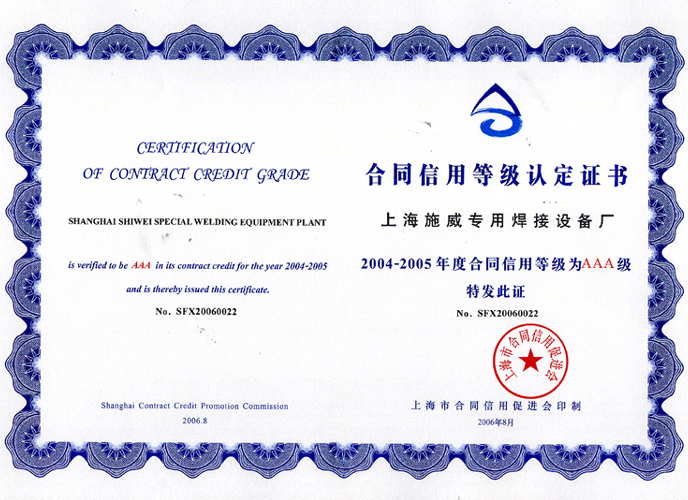 CERTIFICATION
OF CONTRACT CREDIT GRADE
SHANGHAI SHIWEI SPECIAL WELDING EQUIPMENT PLANT
is verified to be AAA in its contract credit for the year 2004-2005
and is thereby issued this certificate.
No. SFX20060022
Shanghai Contract Credit Promotion Commission
2006.8
合同信用等级认定证书
上海施威专用焊接设备厂
2004-2005年度合同信用等级为AAA级
特发此证
No. SFX20060022
上海市合同信用促进会
上海市合同信用促进会印制
2006年8月